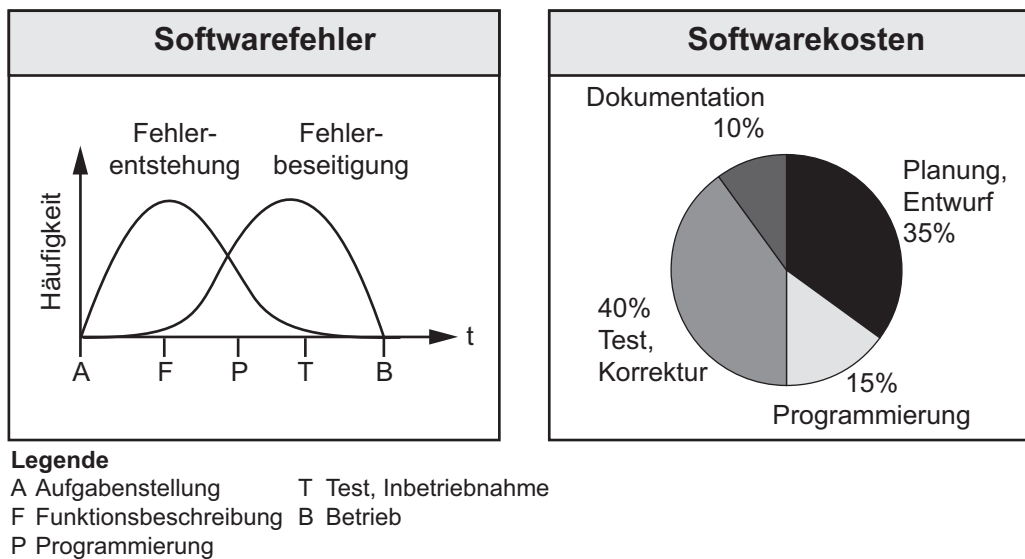 Softwarefehler
Fehler-
entstehung
Fehler-
beseitigung
Häufigkeit
t
A
F
P
T
B
Softwarekosten
Dokumentation
10%
Planung,
Entwurf
35%
40%
Test,
Korrektur
15%
Programmierung
Legende
A Aufgabenstellung T Test, Inbetriebnahme
F Funktionsbeschreibung B Betrieb
P Programmierung